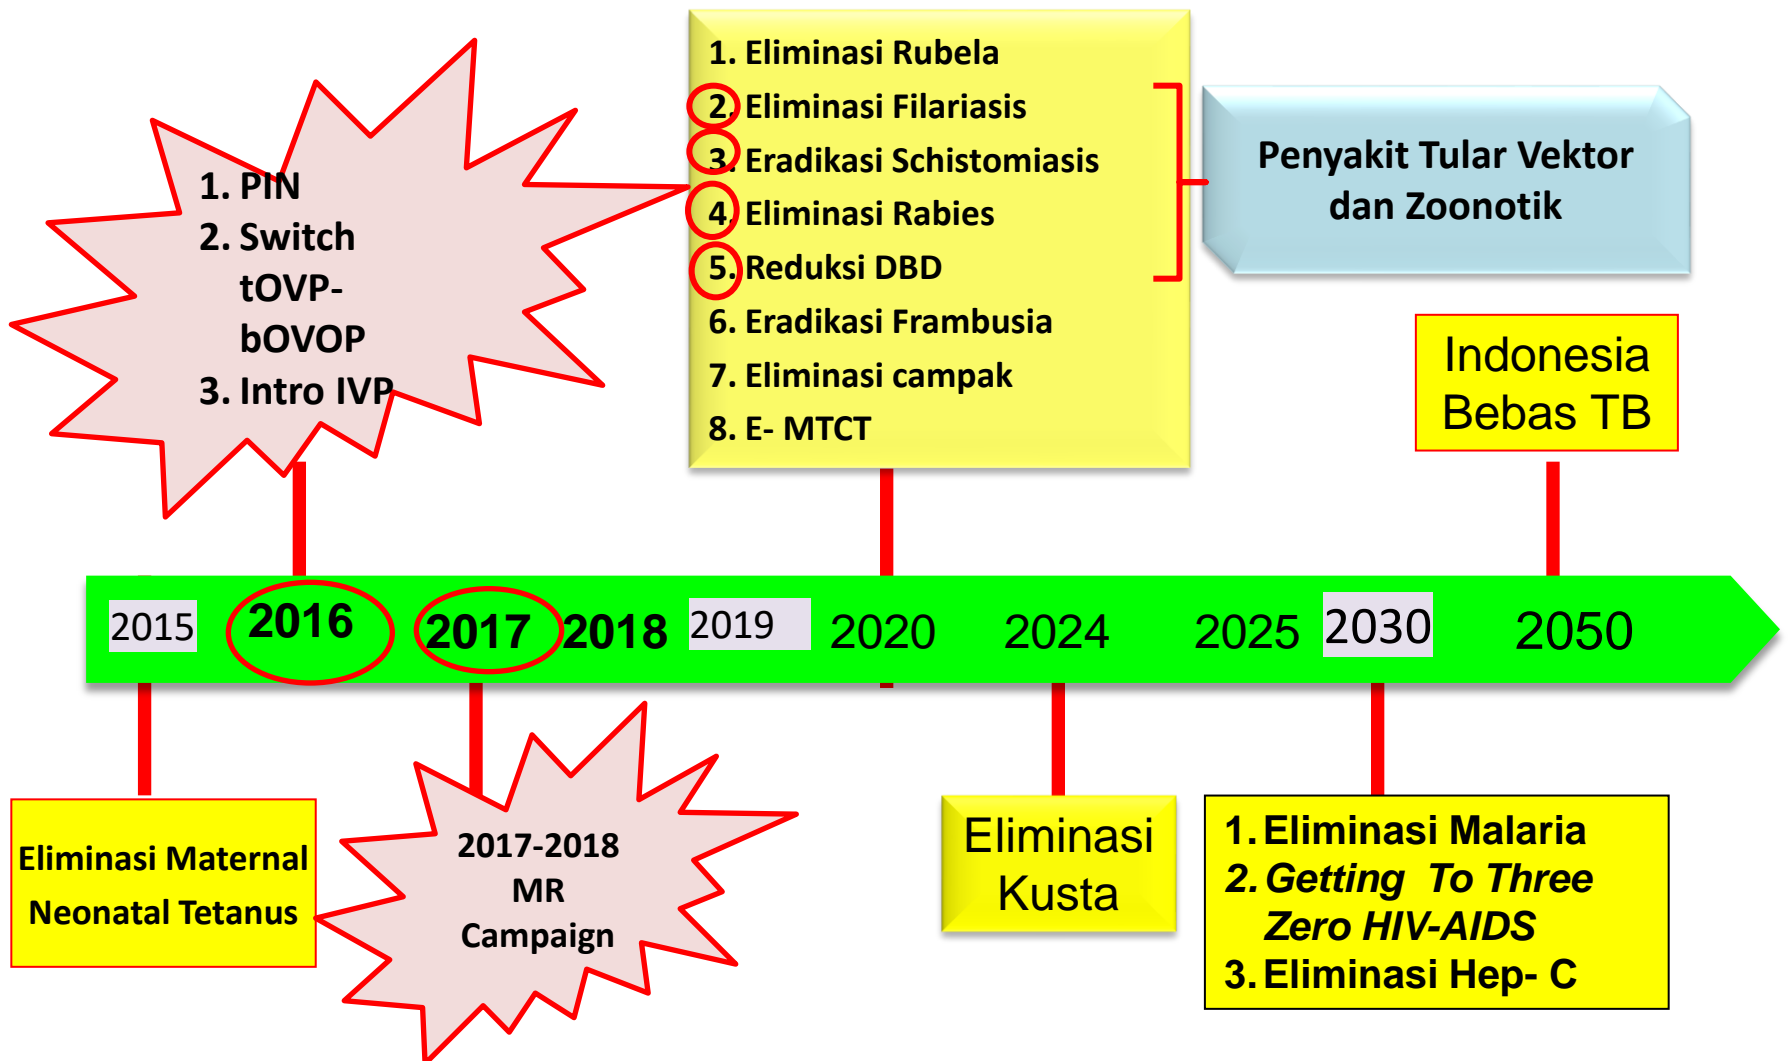 1. PIN
2. Switch
tOVP-
bOVOP
3. Intro IVP
1. Eliminasi Rubela
2. Eliminasi Filariasis
3. Eradikasi Schistomiasis
4. Eliminasi Rabies
5. Reduksi DBD
6. Eradikasi Frambusia
7. Eliminasi campak
8. E- MTCT
Penyakit Tular Vektor
dan Zoonotik
Indonesia
Bebas TB
2015 2016 2017 2018 2019 2020 2024 2025 2030 2050
Eliminasi Maternal
Neonatal Tetanus
2017-2018
MR
Campaign
Eliminasi
Kusta
1. Eliminasi Malaria
2. Getting To Three
Zero HIV-AIDS
3. Eliminasi Hep- C